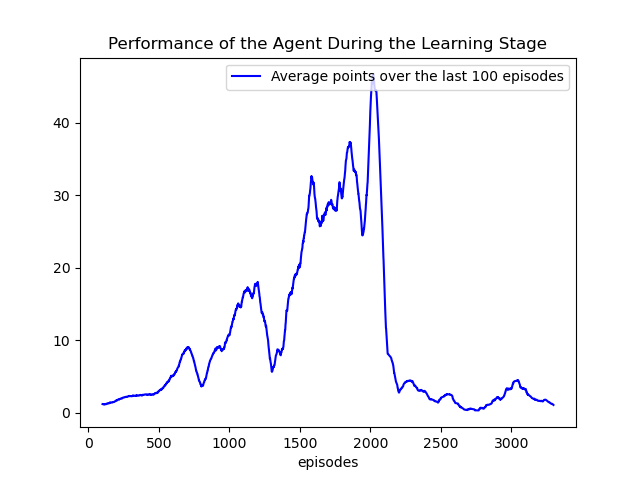 Performance of the Agent During the Learning Stage
Average points over the last 100 episodes
40
30
20
10
0
0 500 1000 1500 2000 2500 3000
episodes